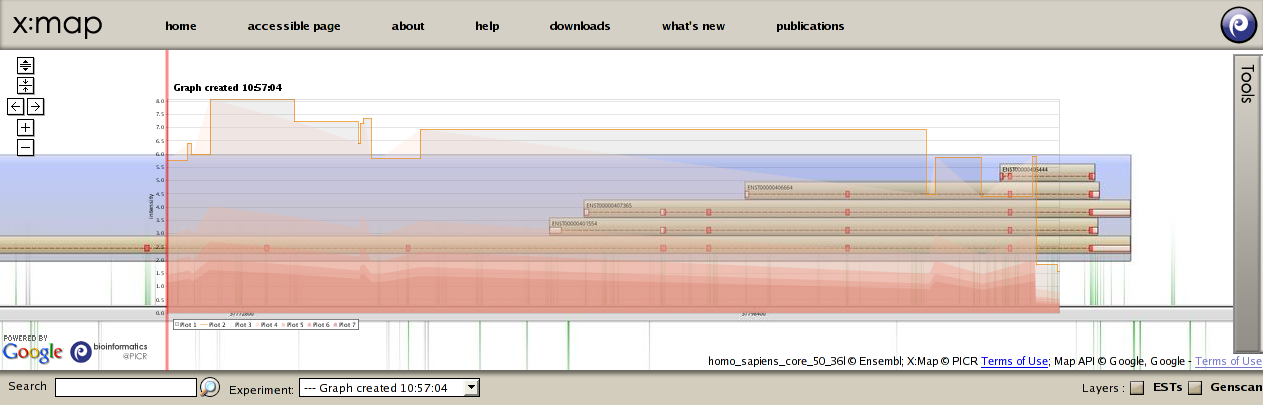 x:map home accessible page about help downloads what's new publications
Tools
Graph created 10:57:04
8.0
7.5
7.0
6.5
6.0
5.5
5.0
4.5
4.0
3.5
3.0
2.5
2.0
1.5
1.0
0.5
0.0
intensity
ENST00000406664
ENST00000407365
37798400
Plot 1 Plot 2 Plot 3 Plot 4 Plot 5 Plot 6 Plot 7
POWERED BY
Google bioinformatics
@PICR
homo_sapiens_core_50_36l © Ensembl; X:Map © PICR Terms of Use; Map API © Google, Google - Terms of Use
Search Experiment: --- Graph created 10:57:04 Layers : ESTs Genscan